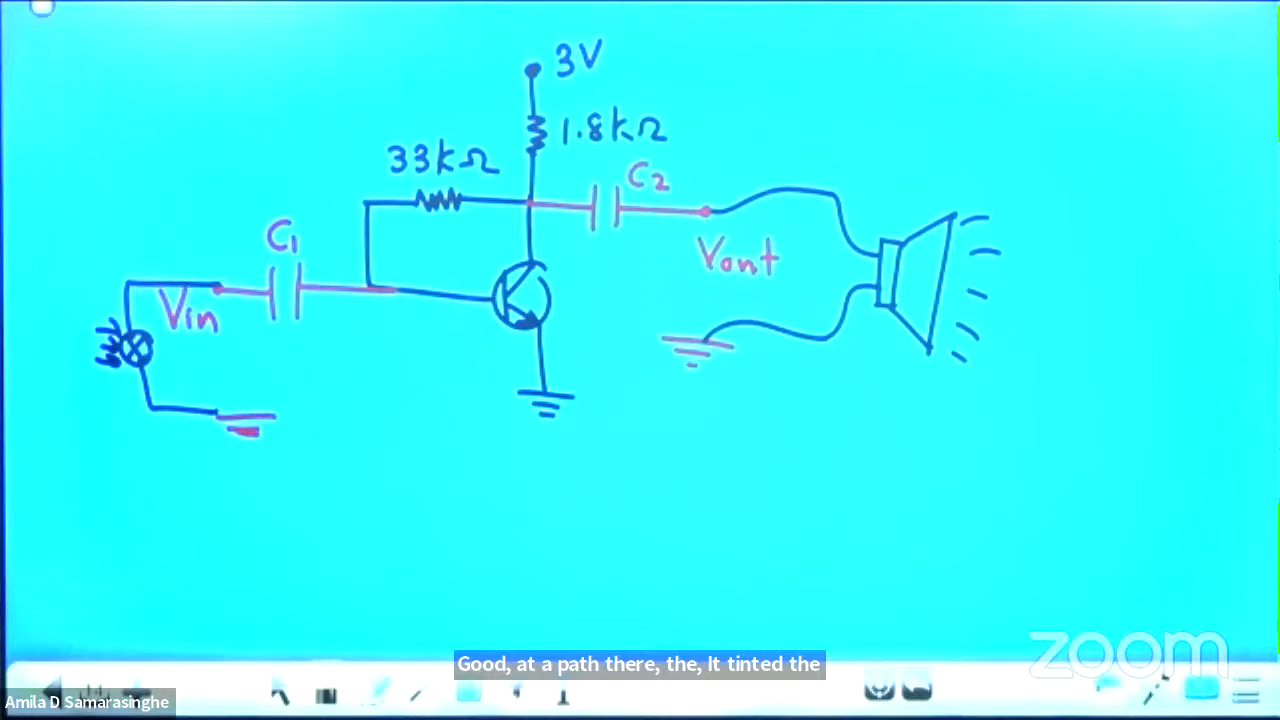 3V
1.8kΩ
33kΩ
C2
C1
Vout
Vin
zoom
Good, at a path there, the, It tinted the
Amila D Samarasinghe